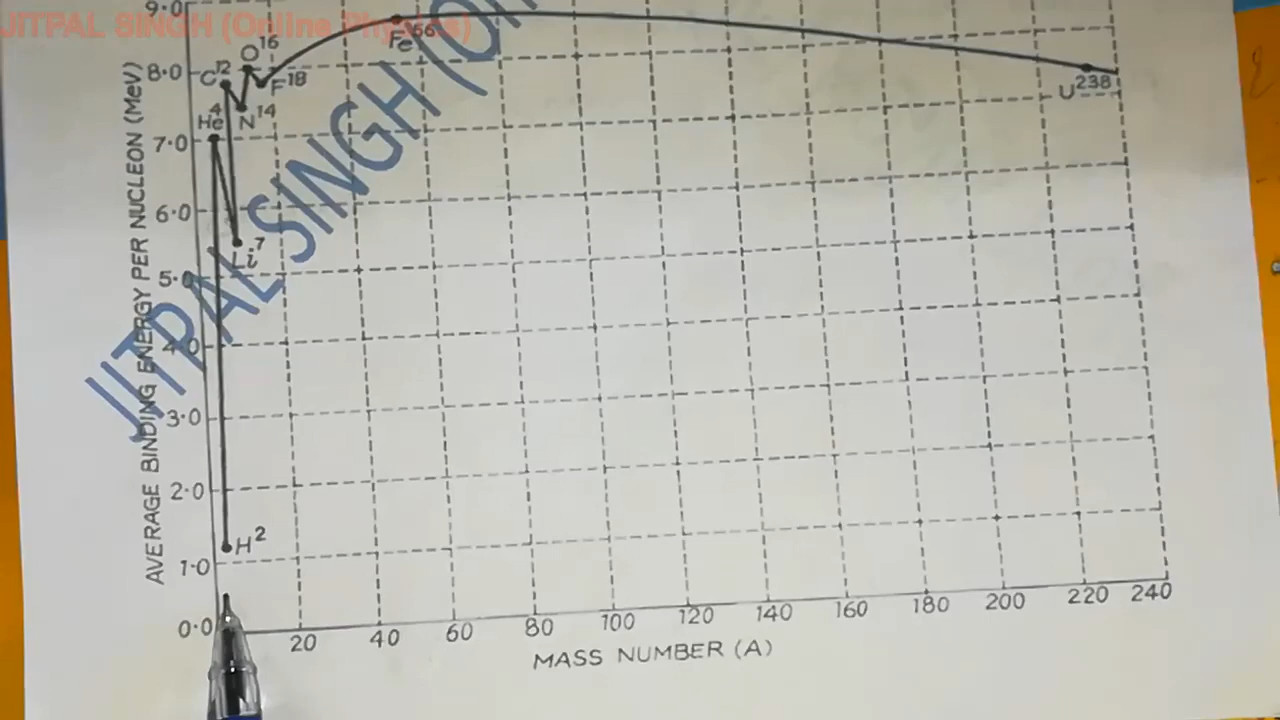 JITPAL SINGH (Online Physics)
JITPAL SINGH (On
AVERAGE BINDING ENERGY PER NUCLEON (MeV)
9·0
8·0
7·0
6·0
5·0
4·0
3·0
2·0
1·0
0·0
O¹⁶
C¹²
F¹⁸
Fe⁵⁶
He⁴
N¹⁴
Li⁷
H²
U²³⁸
20 40 60 80 100 120 140 160 180 200 220 240
MASS NUMBER (A)